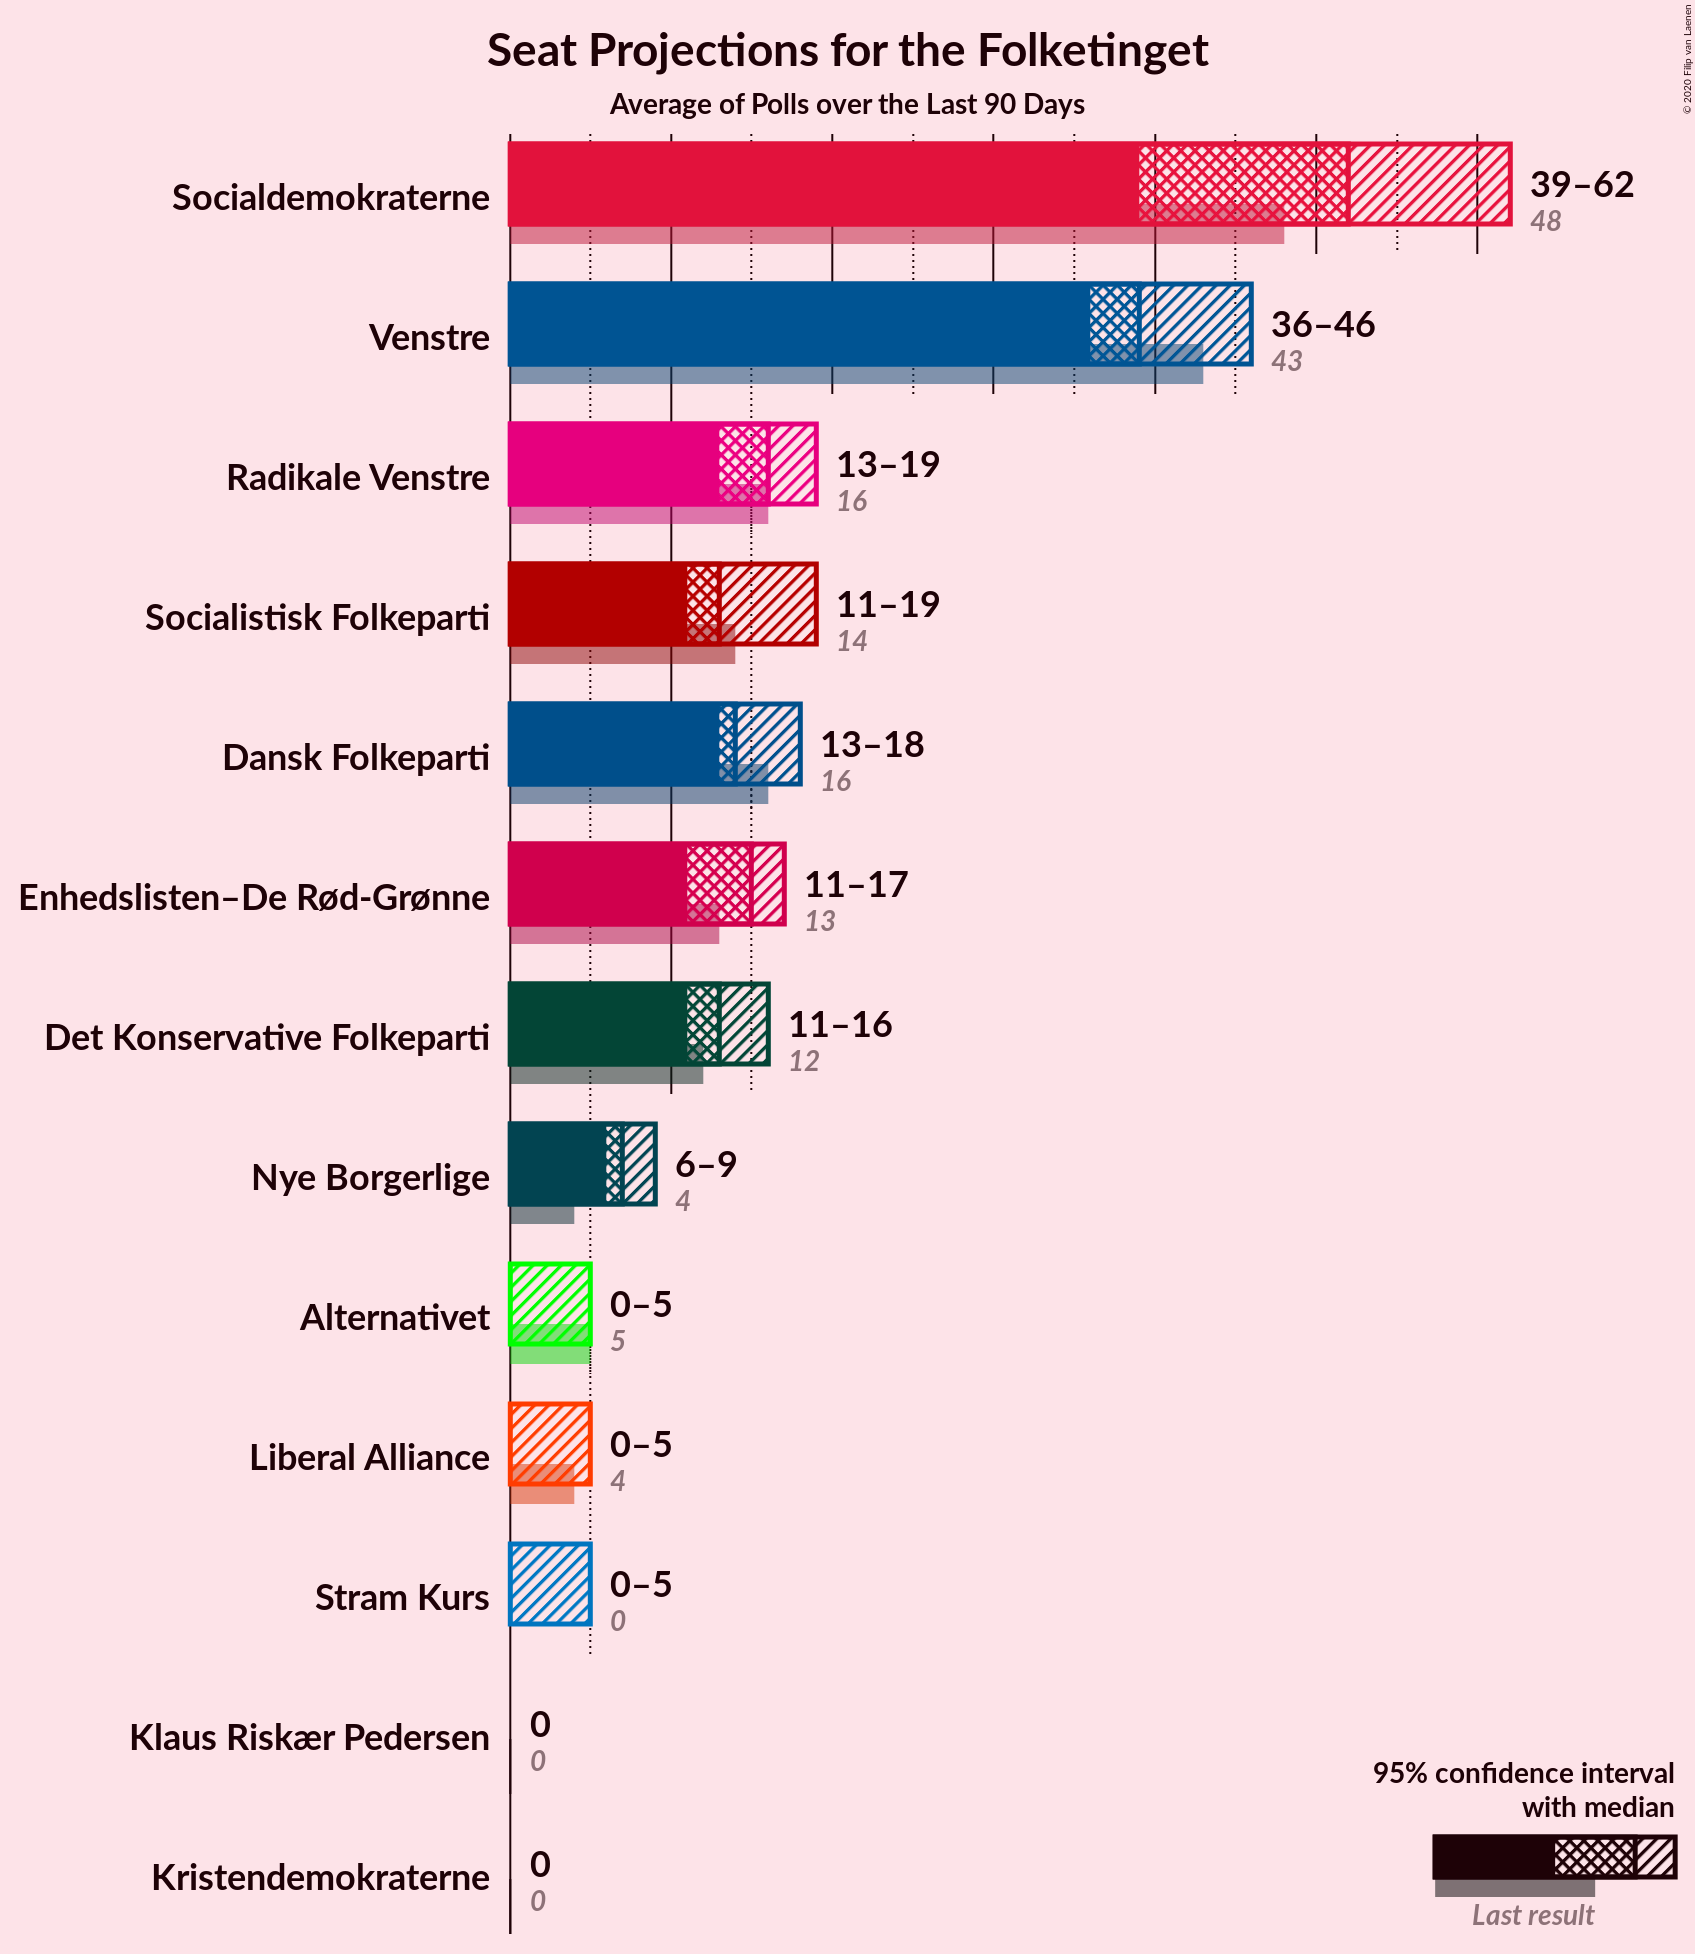 Seat Projections for the Folketinget
Average of Polls over the Last 90 Days
© 2020 Filip van Laenen
Socialdemokraterne
39–62
48
Venstre
36–46
43
Radikale Venstre
13–19
16
Socialistisk Folkeparti
11–19
14
Dansk Folkeparti
13–18
16
Enhedslisten–De Rød-Grønne
11–17
13
Det Konservative Folkeparti
11–16
12
Nye Borgerlige
6–9
4
Alternativet
0–5
5
Liberal Alliance
0–5
4
Stram Kurs
0–5
0
Klaus Riskær Pedersen
0
0
Kristendemokraterne
0
0
95% confidence interval
with median
Last result